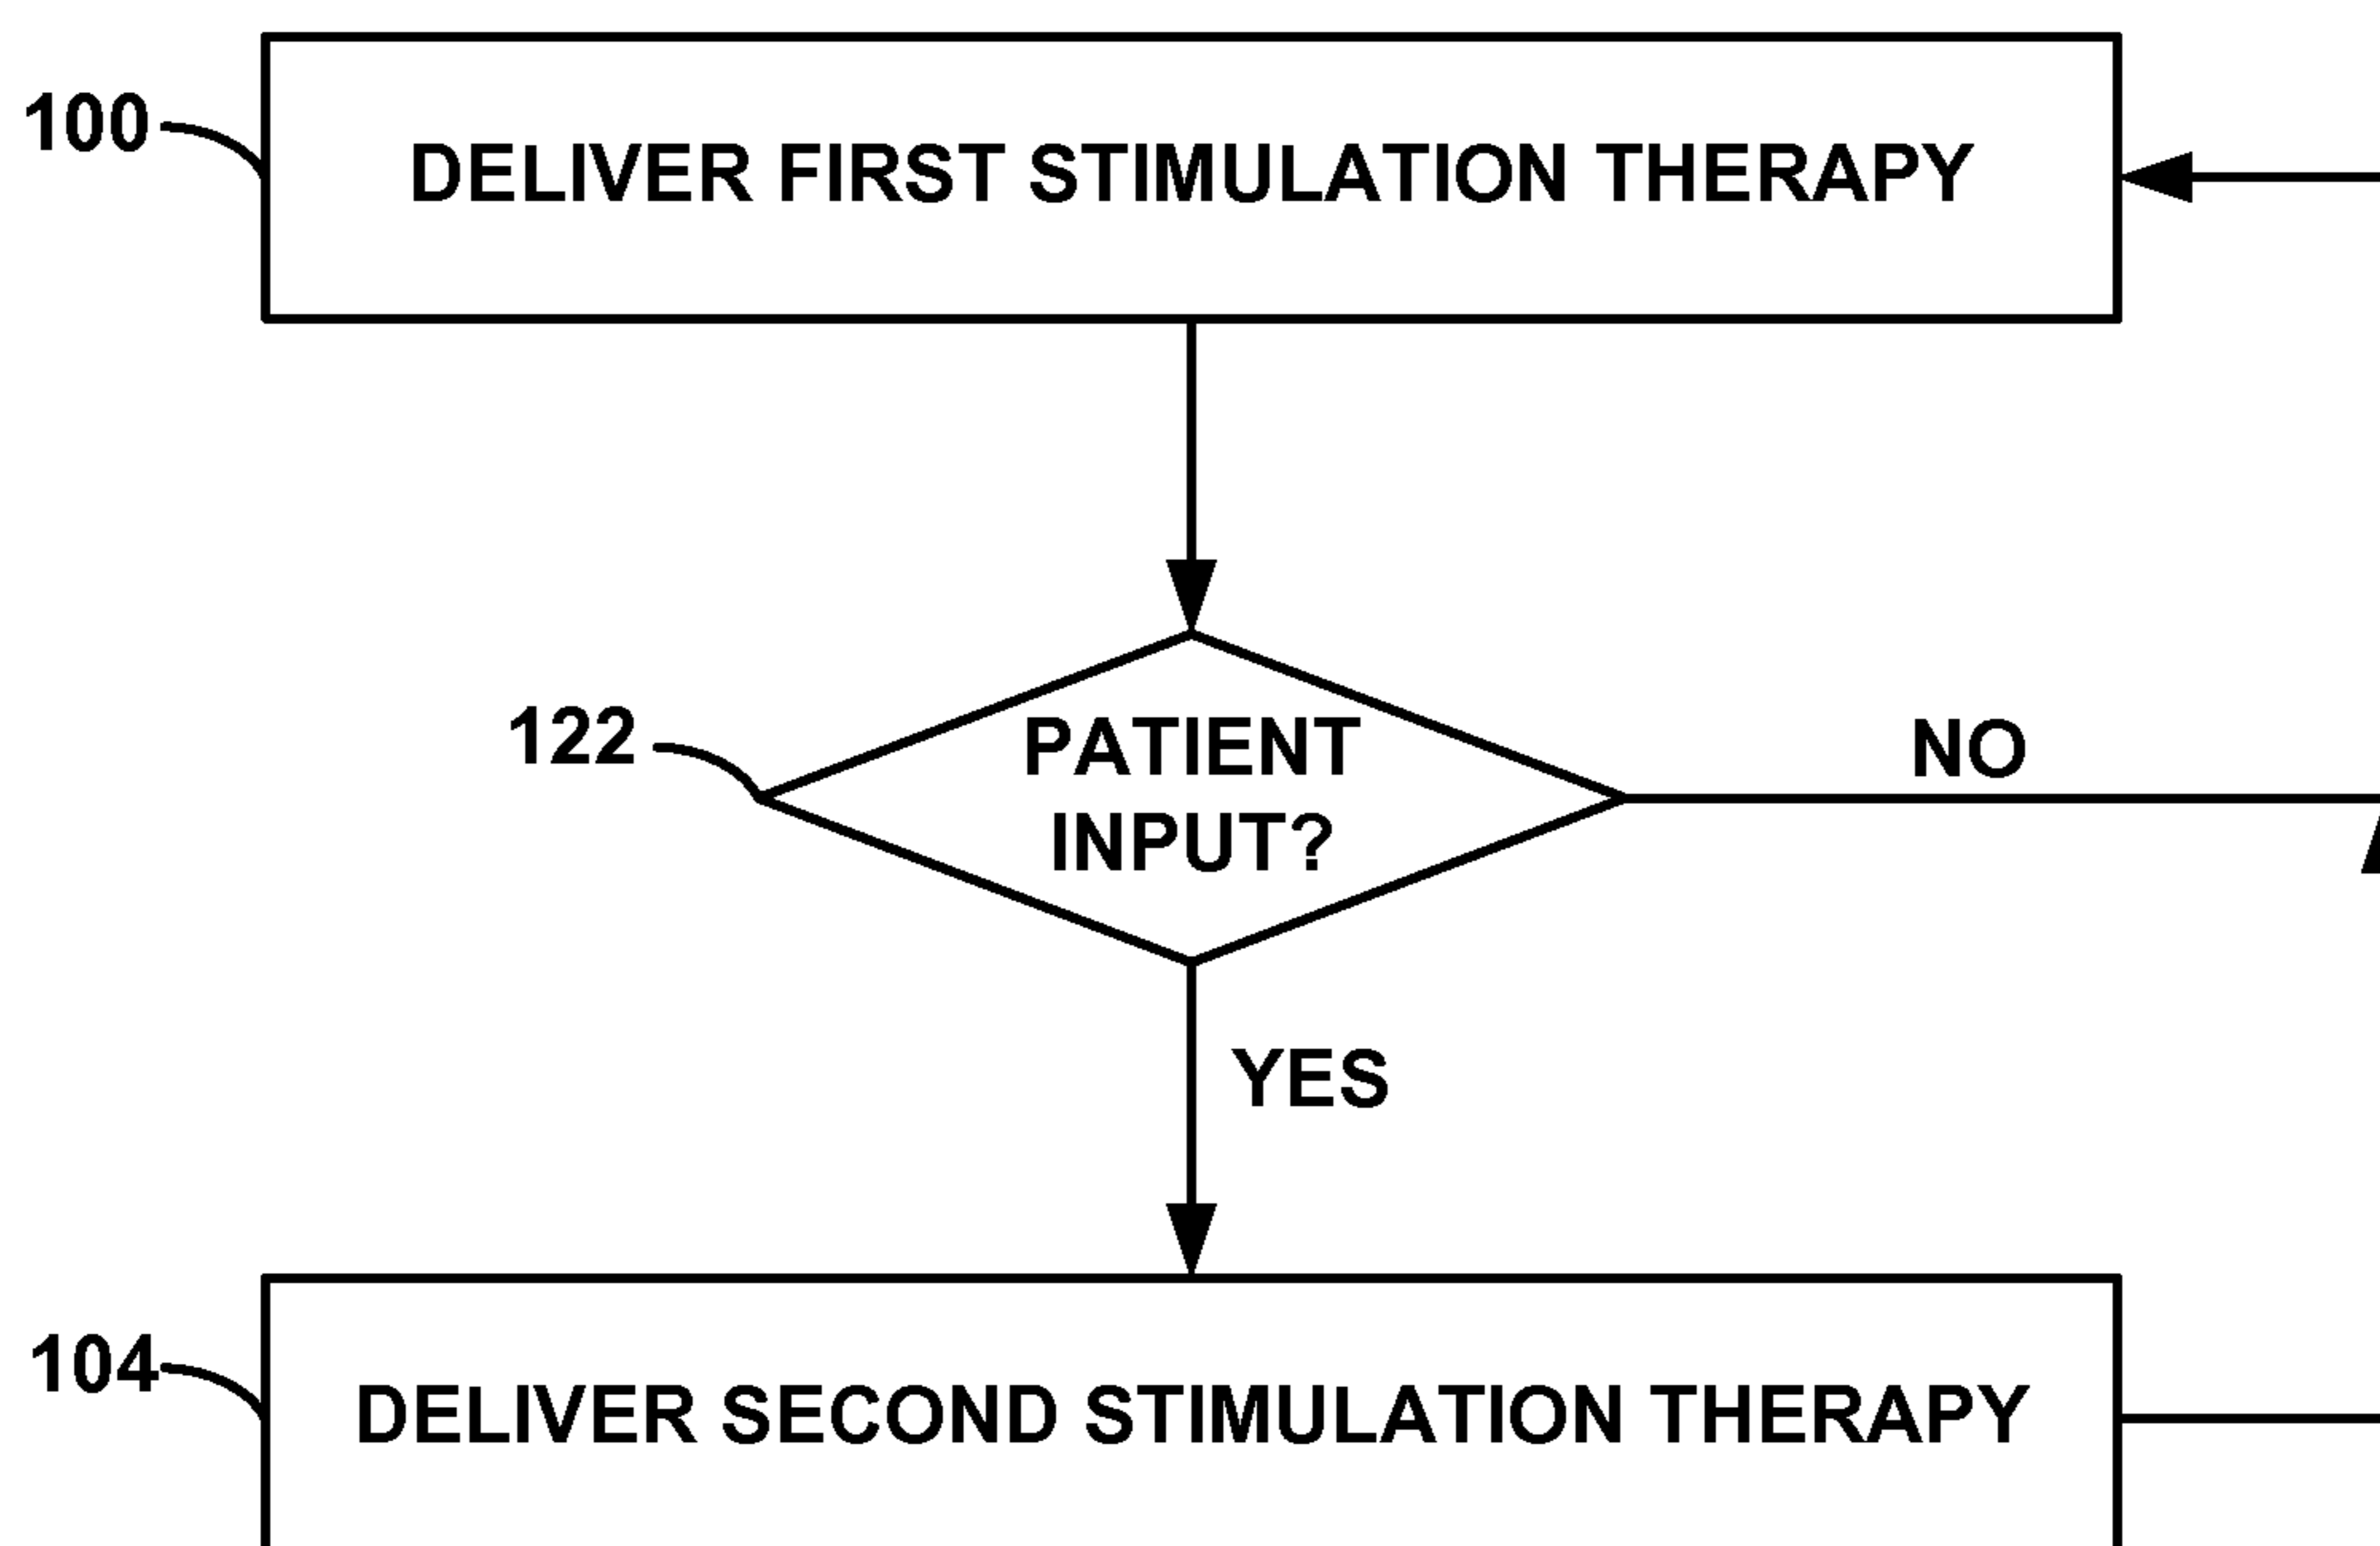 100
DELIVER FIRST STIMULATION THERAPY
122
PATIENT
INPUT?
NO
YES
104
DELIVER SECOND STIMULATION THERAPY